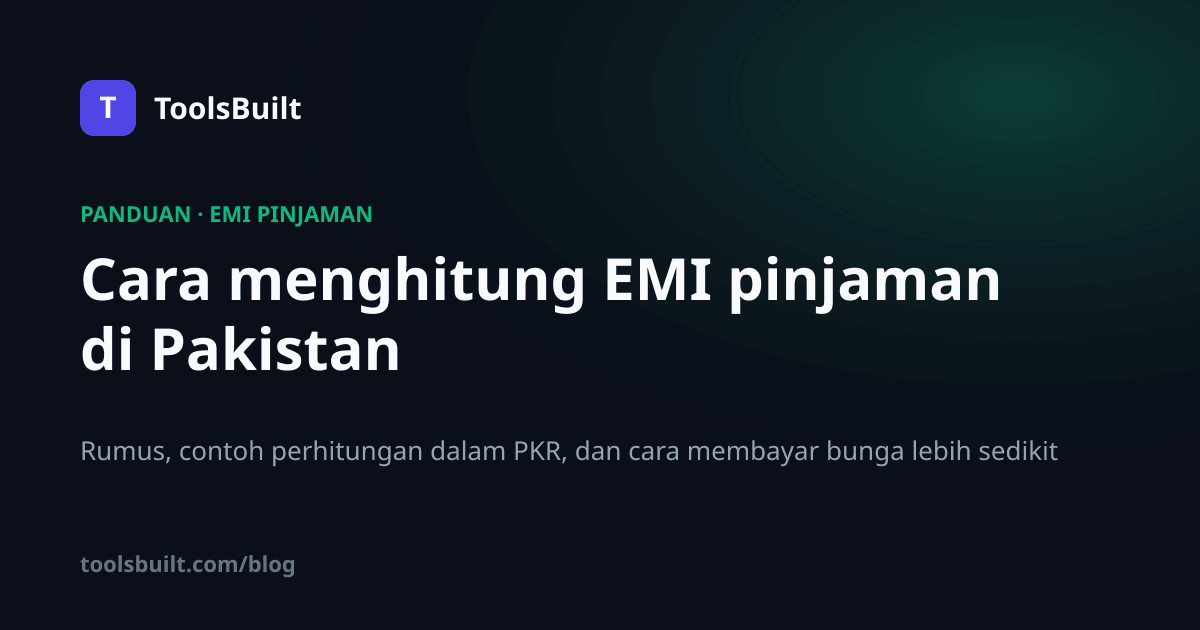 T ToolsBuilt
PANDUAN · EMI PINJAMAN
Cara menghitung EMI pinjaman
di Pakistan
Rumus, contoh perhitungan dalam PKR, dan cara membayar bunga lebih sedikit
toolsbuilt.com/blog